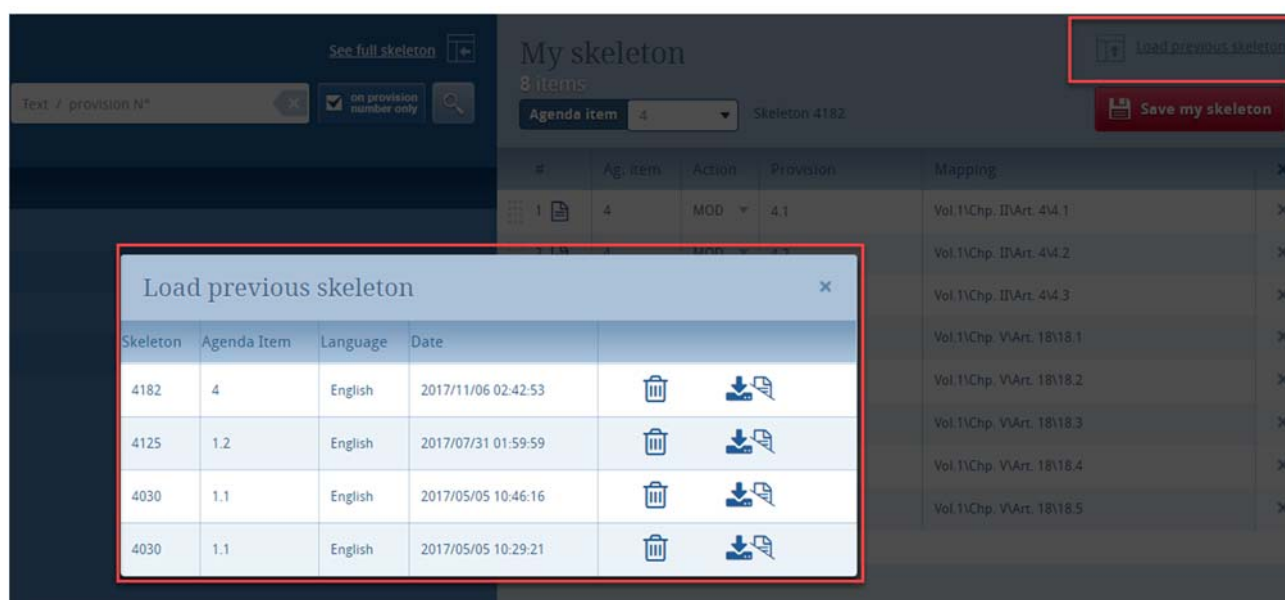 See full skeleton
My skeleton
Load previous skeleton
8 items
Text / provision N°
on provision number only
Agenda item 4 Skeleton 4182
Save my skeleton
# Ag. item Action Provision Mapping
1 4 MOD 4.1 Vol.1\Chp. II\Art. 4\4.1
Vol.1\Chp. II\Art. 4\4.2
Vol.1\Chp. II\Art. 4\4.3
Vol.1\Chp. V\Art. 18\18.1
Vol.1\Chp. V\Art. 18\18.2
Vol.1\Chp. V\Art. 18\18.3
Vol.1\Chp. V\Art. 18\18.4
Vol.1\Chp. V\Art. 18\18.5
Load previous skeleton
Skeleton Agenda Item Language Date
4182 4 English 2017/11/06 02:42:53
4125 1.2 English 2017/07/31 01:59:59
4030 1.1 English 2017/05/05 10:46:16
4030 1.1 English 2017/05/05 10:29:21